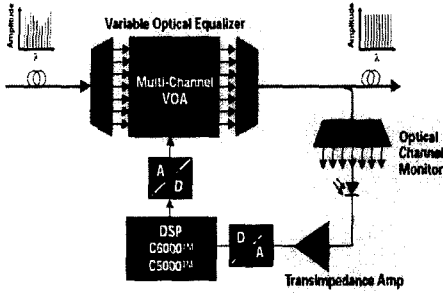 Amplitude
λ
Variable Optical Equalizer
Amplitude
λ
Multi-Channel
VOA
Optical
Channel
Monitor
A
D
DSP
C6000™
C5000™
D
A
Transimpedance Amp